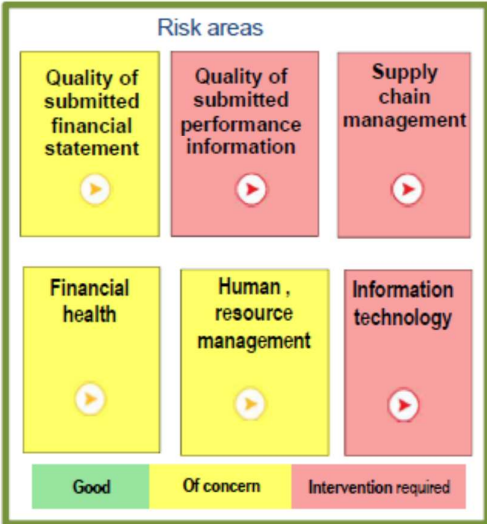 Risk areas
Quality of
submitted
financial
statement
Quality of
submitted
performance
information
Supply
chain
management
Financial
health
Human ,
resource
management
Information
technology
Good
Of concern
Intervention required